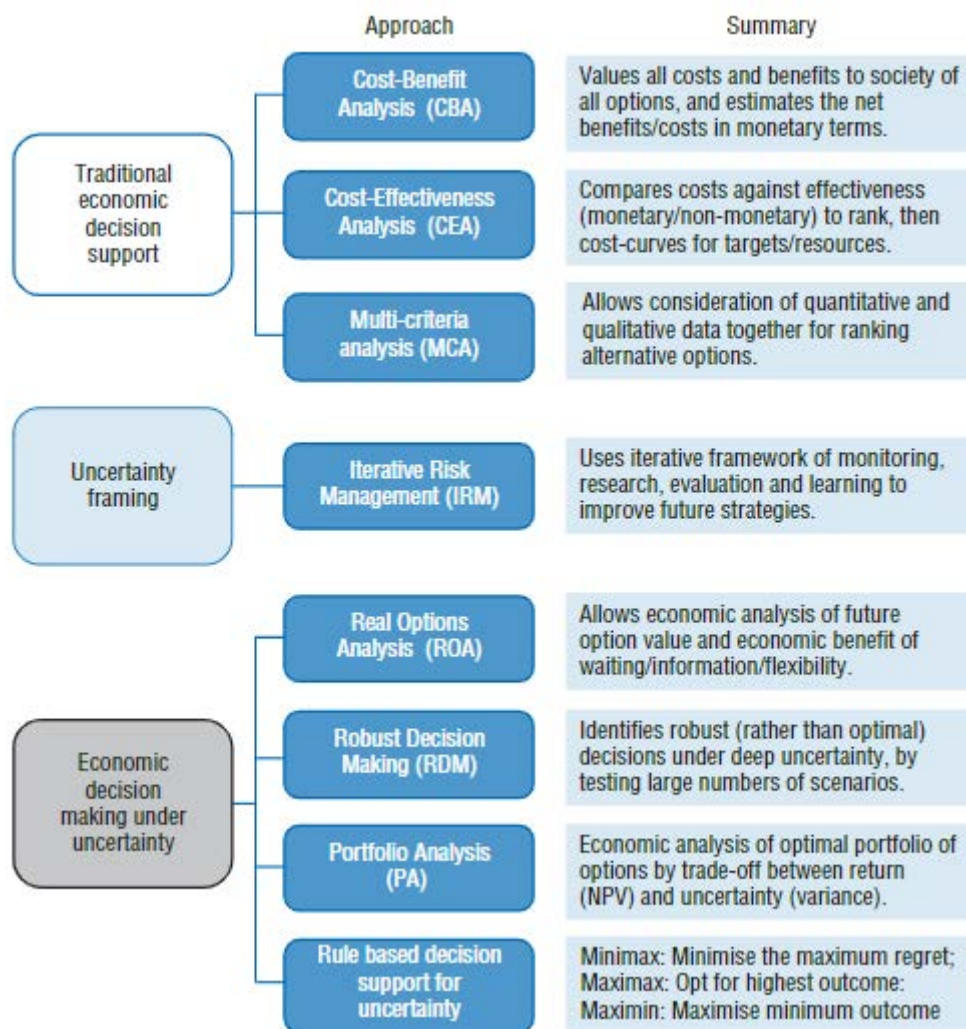 Approach
Summary
Traditional
economic
decision
support
Cost-Benefit
Analysis (CBA)
Values all costs and benefits to society of
all options, and estimates the net
benefits/costs in monetary terms.
Cost-Effectiveness
Analysis (CEA)
Compares costs against effectiveness
(monetary/non-monetary) to rank, then
cost-curves for targets/resources.
Multi-criteria
analysis (MCA)
Allows consideration of quantitative and
qualitative data together for ranking
alternative options.
Uncertainty
framing
Iterative Risk
Management (IRM)
Uses iterative framework of monitoring,
research, evaluation and learning to
improve future strategies.
Economic
decision
making under
uncertainty
Real Options
Analysis (ROA)
Allows economic analysis of future
option value and economic benefit of
waiting/information/flexibility.
Robust Decision
Making (RDM)
Identifies robust (rather than optimal)
decisions under deep uncertainty, by
testing large numbers of scenarios.
Portfolio Analysis
(PA)
Economic analysis of optimal portfolio of
options by trade-off between return
(NPV) and uncertainty (variance).
Rule based decision
support for
uncertainty
Minimax: Minimise the maximum regret;
Maximax: Opt for highest outcome:
Maximin: Maximise minimum outcome